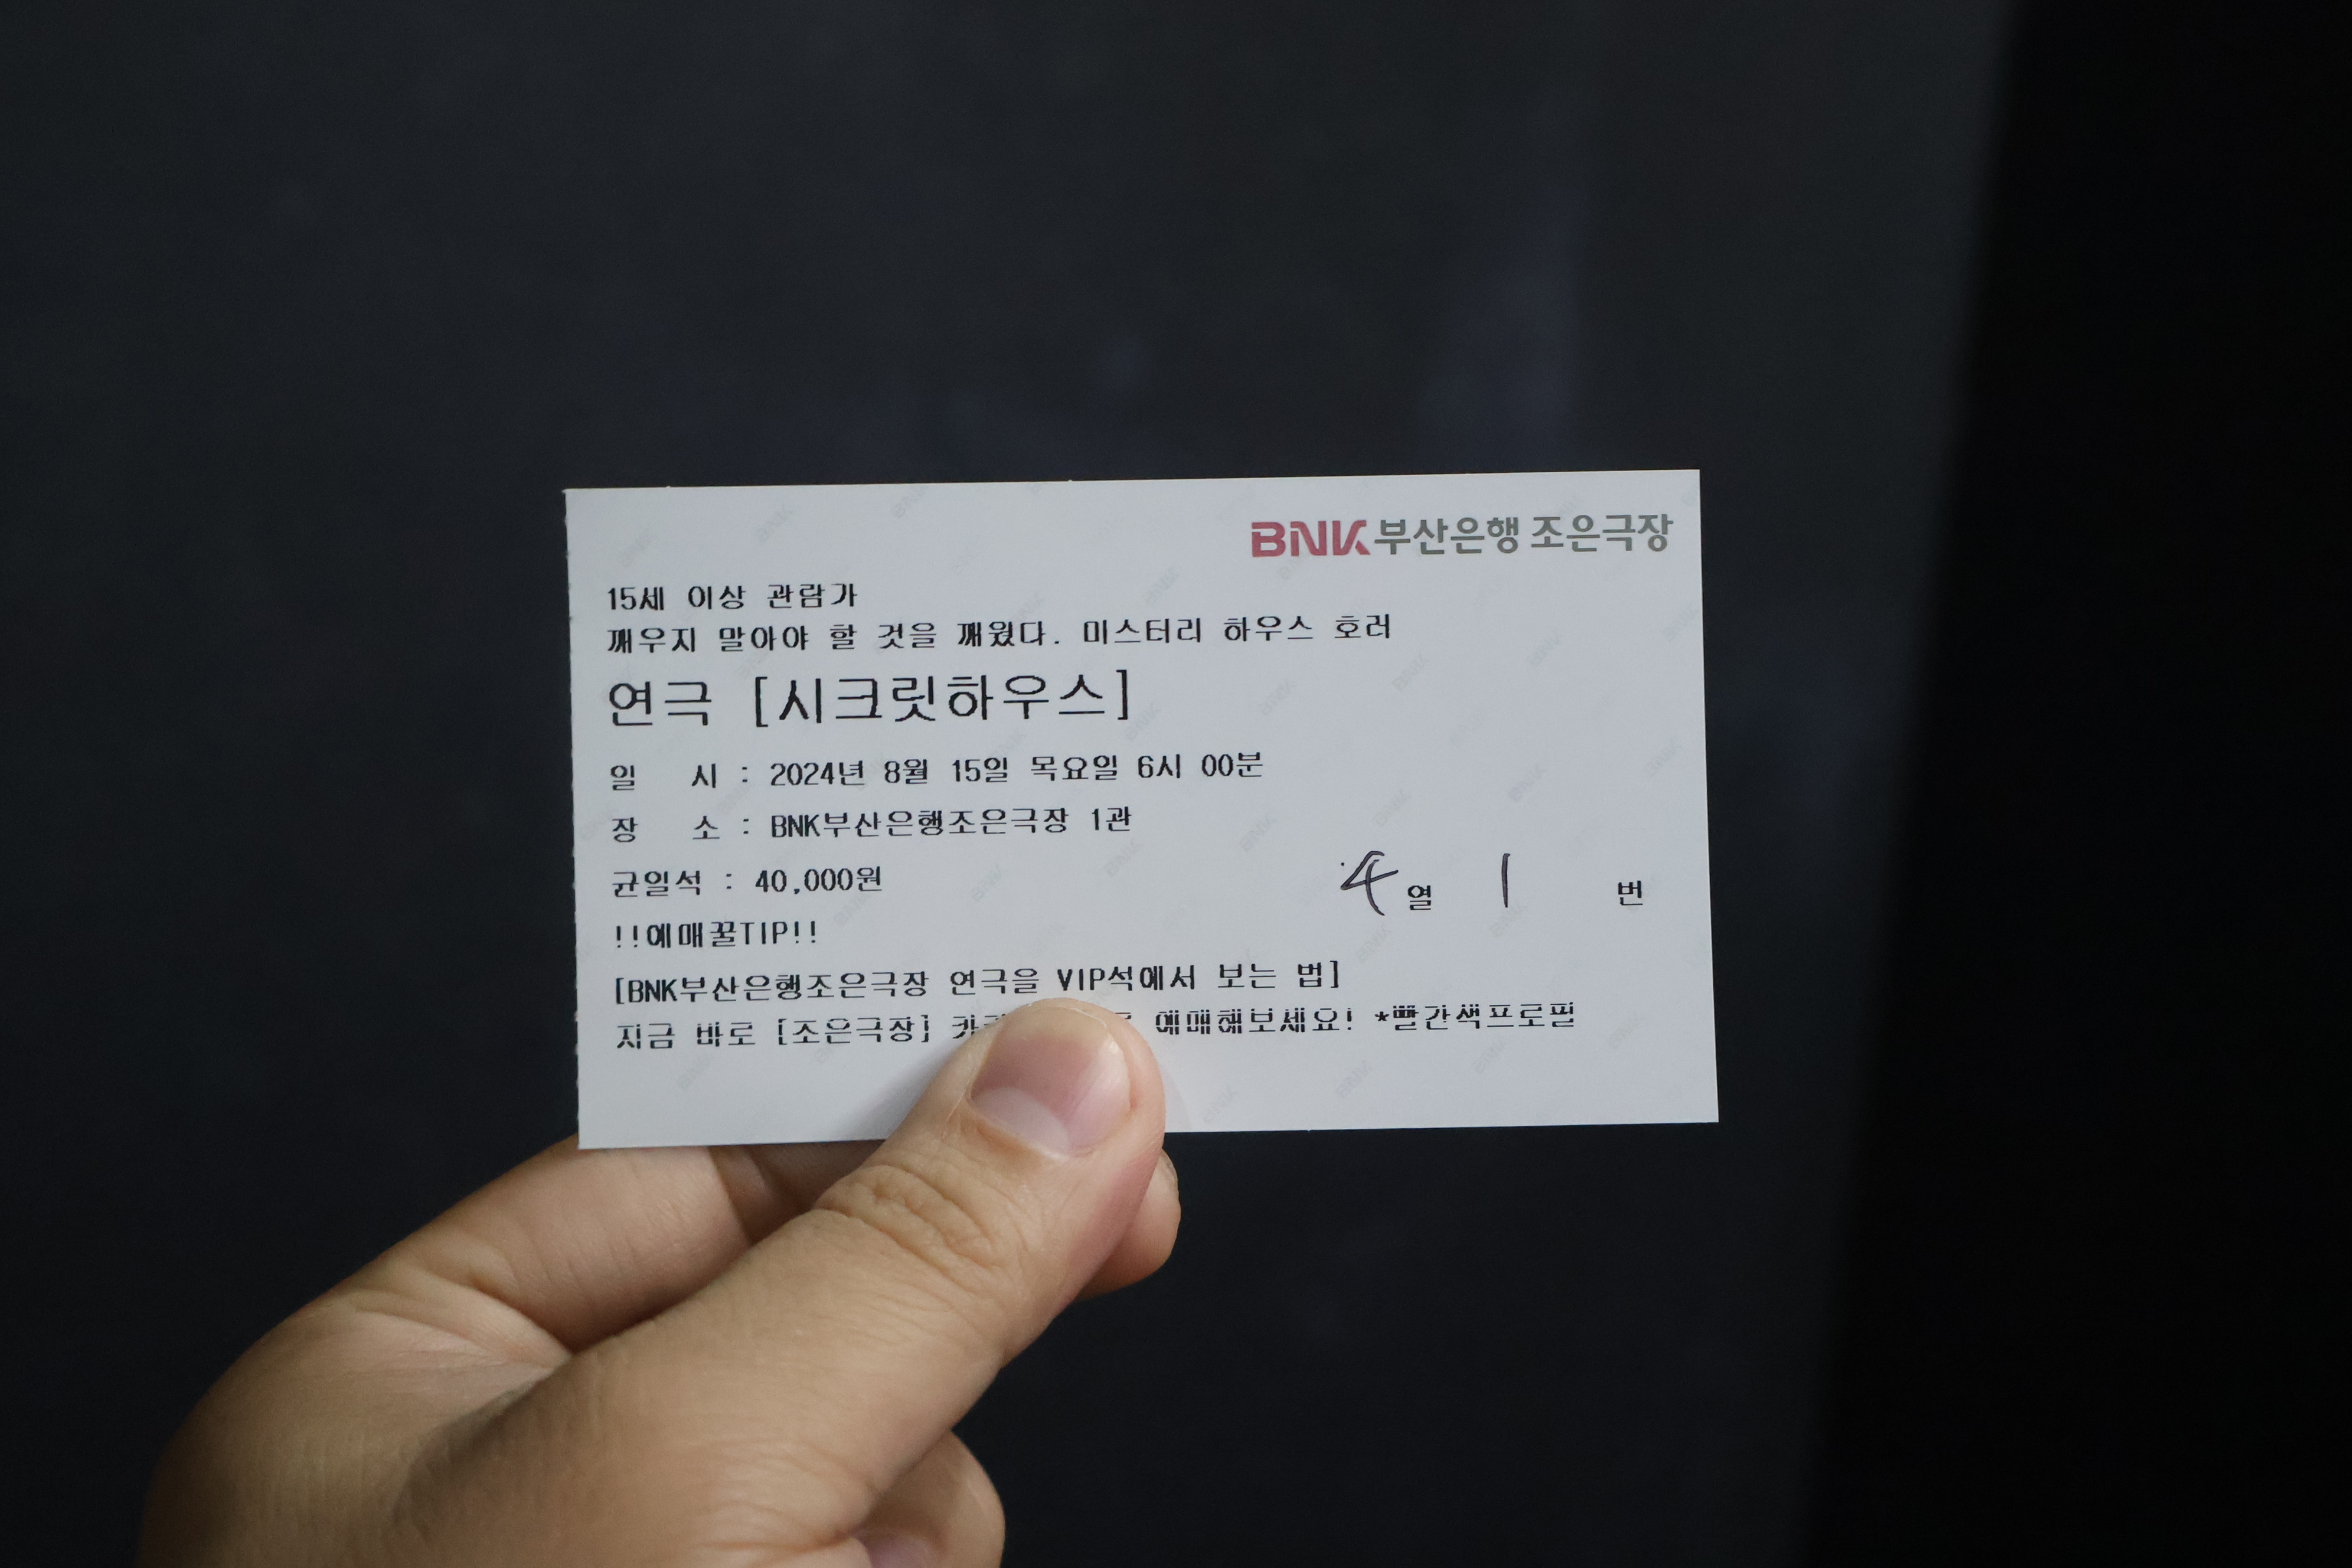 BNK부산은행 조은극장
15세 이상 관람가
깨우지 말아야 할 것을 깨웠다. 미스터리 하우스 호러
연극 [시크릿하우스]
일 시 : 2024년 8월 15일 목요일 6시 00분
장 소 : BNK부산은행조은극장 1관
균일석 : 40,000원
4 열 1 번
!!예매꿀TIP!!
[BNK부산은행조은극장 연극을 VIP석에서 보는 법]
지금 바로 [조은극장] 예매해보세요! *빨간색프로필